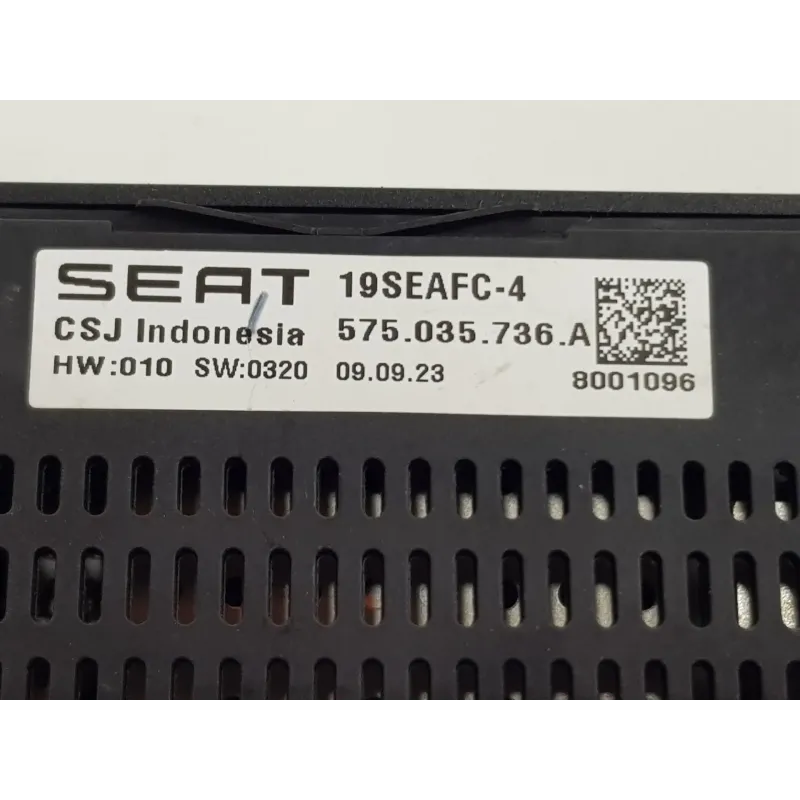 SEAT 19SEAFC-4
CSJ Indonesia 575.035.736.A
HW:010 SW:0320 09.09.23 8001096